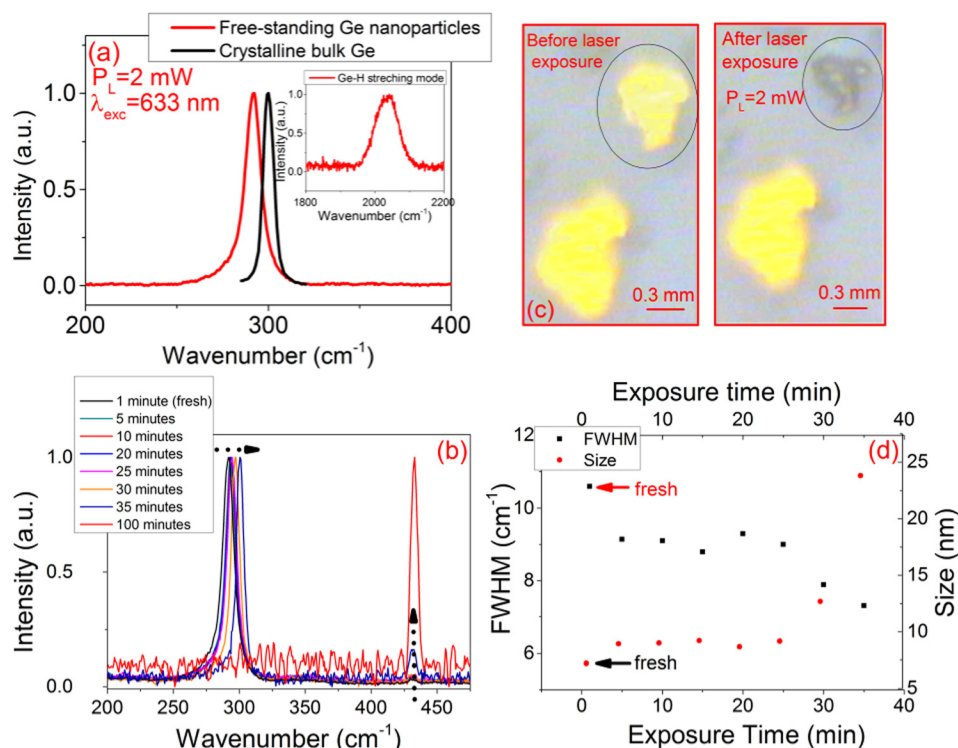 (a)
Free-standing Ge nanoparticles
Crystalline bulk Ge
P_L=2 mW
λ_exc=633 nm
Ge-H streching mode
Intensity (a.u.)
1.0
0.5
0.0
1800 2000 2200
Wavenumber (cm⁻¹)
Intensity (a.u.)
1.0
0.5
0.0
200 300 400
Wavenumber (cm⁻¹)
Before laser
exposure
(c)
0.3 mm
After laser
exposure
P_L=2 mW
0.3 mm
1 minute (fresh)
5 minutes
10 minutes
20 minutes
25 minutes
30 minutes
35 minutes
100 minutes
(b)
Intensity (a.u.)
1.0
0.5
0.0
200 250 300 350 400 450
Wavenumber (cm⁻¹)
Exposure time (min)
0 10 20 30 40
FWHM
Size
(d)
fresh
fresh
FWHM (cm⁻¹)
12
10
8
6
Size (nm)
25
20
15
10
5
0 10 20 30 40
Exposure Time (min)